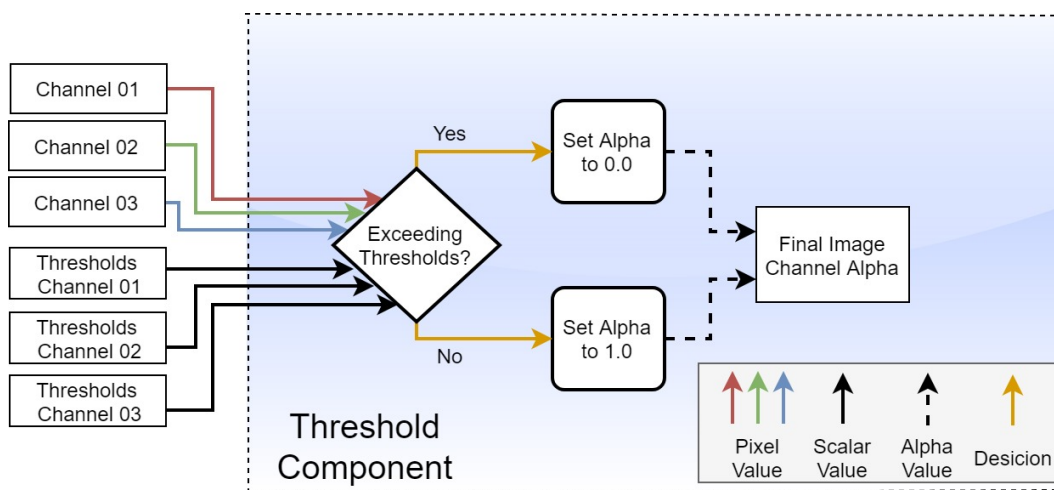 Channel 01
Channel 02
Channel 03
Thresholds
Channel 01
Thresholds
Channel 02
Thresholds
Channel 03
Yes
Exceeding
Thresholds?
No
Set Alpha
to 0.0
Set Alpha
to 1.0
Final Image
Channel Alpha
Threshold
Component
Pixel
Value
Scalar
Value
Alpha
Value
Desicion